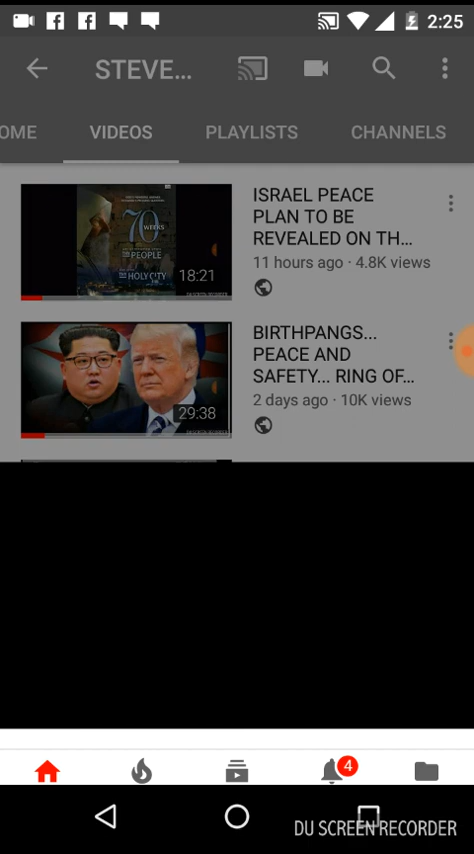 2:25
STEVE...
OME VIDEOS PLAYLISTS CHANNELS
70
WEEKS
PEOPLE
HOLY CITY
18:21
ISRAEL PEACE
PLAN TO BE
REVEALED ON TH...
11 hours ago · 4.8K views
29:38
BIRTHPANGS...
PEACE AND
SAFETY... RING OF...
2 days ago · 10K views
4
DU SCREEN RECORDER